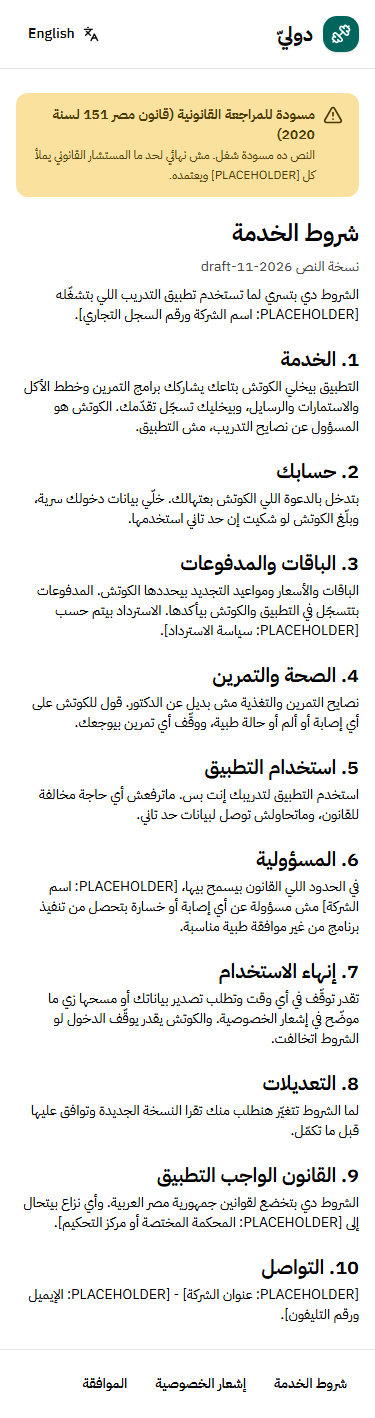 دوليّ
English
مسودة للمراجعة القانونية (قانون مصر 151 لسنة
2020)
النص ده مسودة شغل. مش نهائي لحد ما المستشار القانوني يملأ
كل [PLACEHOLDER] ويعتمده.
شروط الخدمة
نسخة النص draft-11-2026
الشروط دي بتسري لما تستخدم تطبيق التدريب اللي بتشغّله
[PLACEHOLDER: اسم الشركة ورقم السجل التجاري].
1. الخدمة
التطبيق بيخلي الكوتش بتاعك يشاركك برامج التمرين وخطط الأكل
والاستمارات والرسايل، وبيخليك تسجّل تقدّمك. الكوتش هو
المسؤول عن نصايح التدريب، مش التطبيق.
2. حسابك
بتدخل بالدعوة اللي الكوتش بعتهالك. خلّي بيانات دخولك سرية،
وبلّغ الكوتش لو شكيت إن حد تاني استخدمها.
3. الباقات والمدفوعات
الباقات والأسعار ومواعيد التجديد بيحددها الكوتش. المدفوعات
بتتسجّل في التطبيق والكوتش بيأكدها. الاسترداد بيتم حسب
[PLACEHOLDER: سياسة الاسترداد].
4. الصحة والتمرين
نصايح التمرين والتغذية مش بديل عن الدكتور. قول للكوتش على
أي إصابة أو ألم أو حالة طبية، ووقّف أي تمرين بيوجعك.
5. استخدام التطبيق
استخدم التطبيق لتدريبك إنت بس. ماترفعش أي حاجة مخالفة
للقانون، وماتحاولش توصل لبيانات حد تاني.
6. المسؤولية
في الحدود اللي القانون بيسمح بيها، [PLACEHOLDER: اسم
الشركة] مش مسؤولة عن أي إصابة أو خسارة بتحصل من تنفيذ
برنامج من غير موافقة طبية مناسبة.
7. إنهاء الاستخدام
تقدر توقّف في أي وقت وتطلب تصدير بياناتك أو مسحها زي ما
موضّح في إشعار الخصوصية. والكوتش يقدر يوقّف الدخول لو
الشروط اتخالفت.
8. التعديلات
لما الشروط تتغيّر هنطلب منك تقرا النسخة الجديدة وتوافق عليها
قبل ما تكمّل.
9. القانون الواجب التطبيق
الشروط دي بتخضع لقوانين جمهورية مصر العربية. وأي نزاع بيتحال
إلى [PLACEHOLDER: المحكمة المختصة أو مركز التحكيم].
10. التواصل
[PLACEHOLDER: عنوان الشركة] - [PLACEHOLDER: الإيميل
ورقم التليفون].
شروط الخدمة إشعار الخصوصية الموافقة